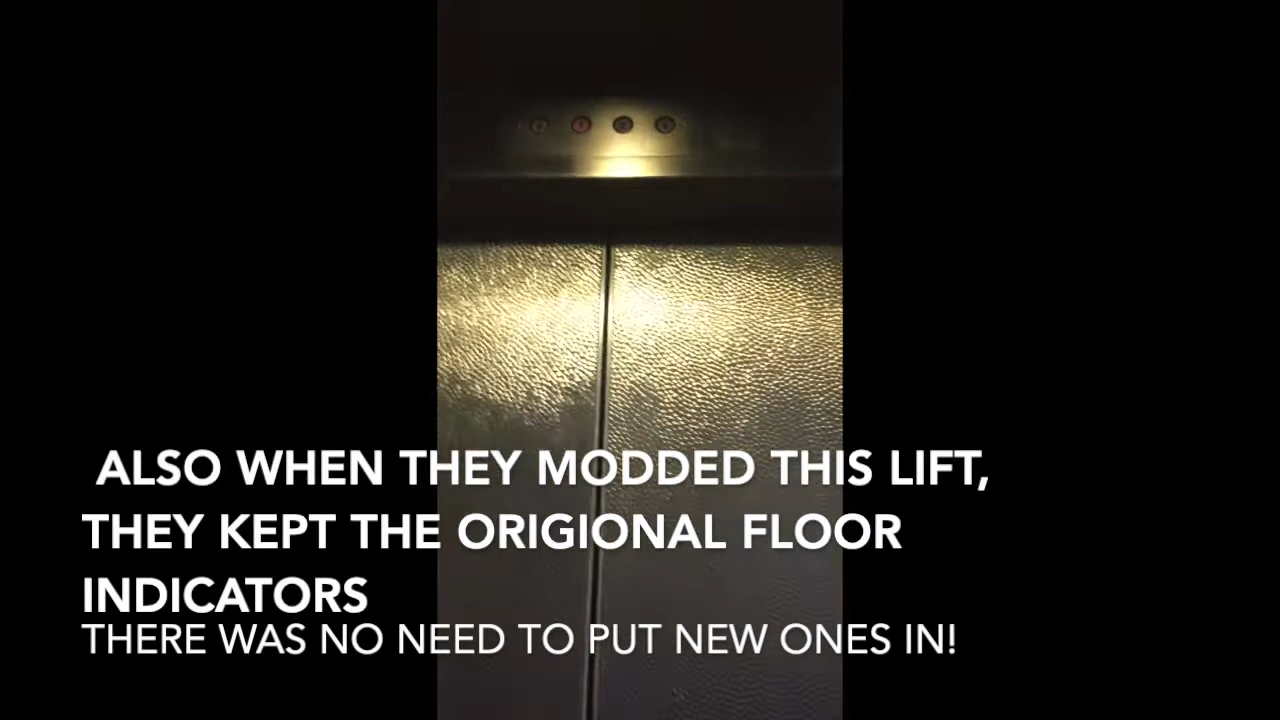 ALSO WHEN THEY MODDED THIS LIFT,
THEY KEPT THE ORIGIONAL FLOOR
INDICATORS
THERE WAS NO NEED TO PUT NEW ONES IN!